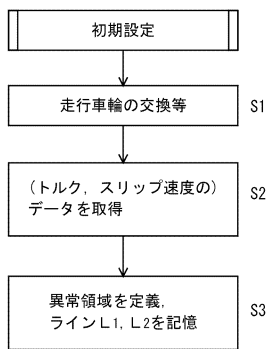 初期設定
走行車輪の交換等
S1
(トルク,スリップ速度の)
データを取得
S2
異常領域を定義,
ラインL1,L2を記憶
S3